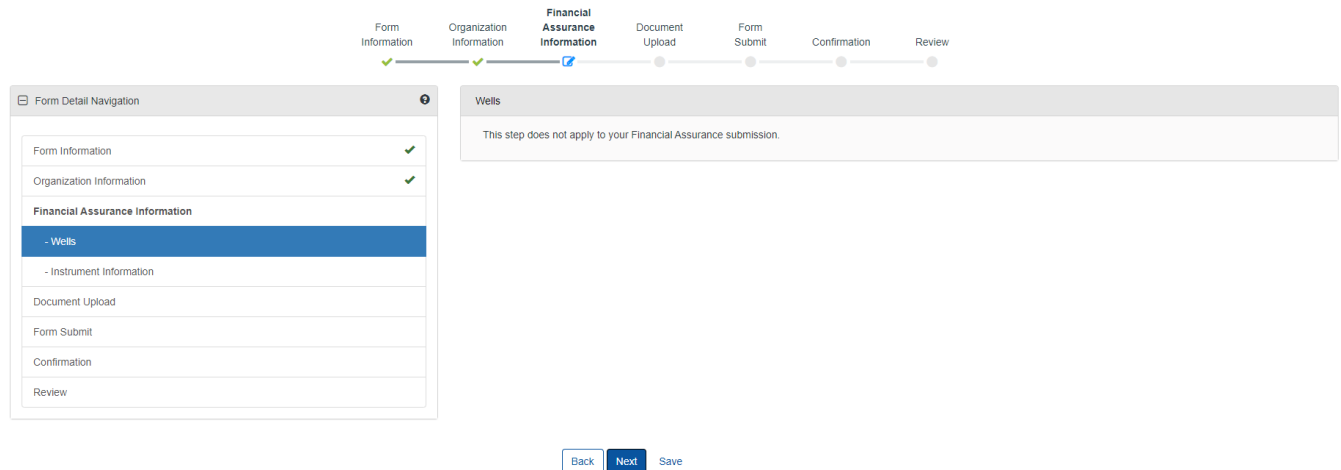 Form Information
Organization Information
Financial Assurance Information
Document Upload
Form Submit
Confirmation
Review
Form Detail Navigation
Form Information
Organization Information
Financial Assurance Information
- Wells
- Instrument Information
Document Upload
Form Submit
Confirmation
Review
Wells
This step does not apply to your Financial Assurance submission.
Back Next Save